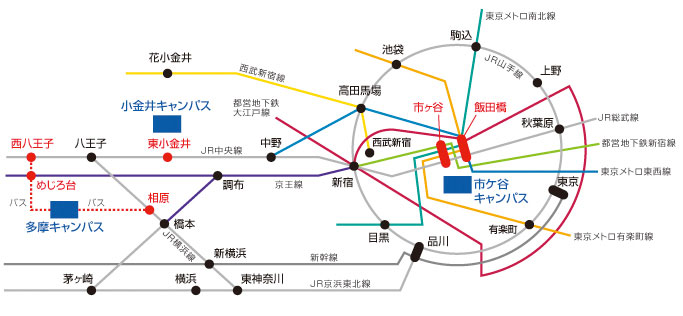 東京メトロ南北線
駒込
池袋
花小金井
西武新宿線
JR山手線
上野
高田馬場
小金井キャンパス
都営地下鉄
大江戸線
市ヶ谷
飯田橋
秋葉原
JR総武線
西八王子
八王子
東小金井
JR中央線
中野
西武新宿
都営地下鉄新宿線
めじろ台
調布
京王線
新宿
市ケ谷
キャンパス
東京
東京メトロ東西線
バス
バス
相原
多摩キャンパス
橋本
JR横浜線
目黒
品川
有楽町
東京メトロ有楽町線
新横浜
新幹線
茅ヶ崎
横浜
東神奈川
JR京浜東北線